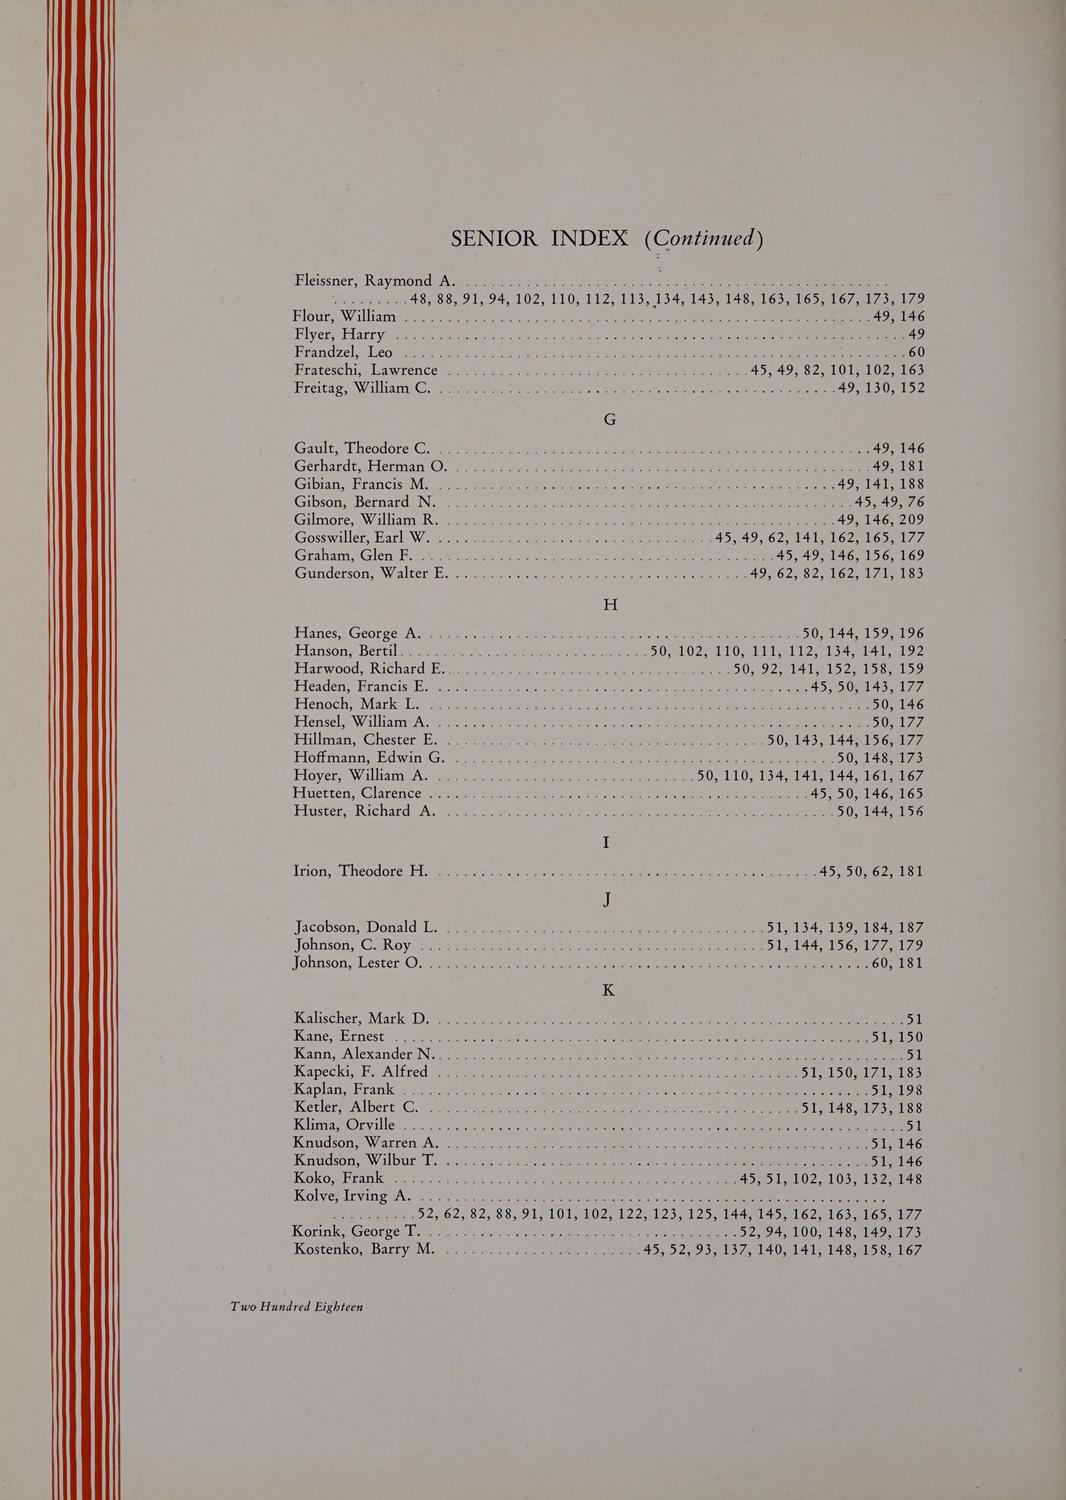 SENIOR INDEX (Continued)
Fleissner, Raymond A. . . . . . . . . . . . . . . . . . . .
. . . . . . . . . 48, 88, 91, 94, 102, 110, 112, 113, 134, 143, 148, 163, 165, 167, 173, 179
Flour, William . . . . . . . . . . 49, 146
Flyer, Harry . . . . . . . . . . 49
Frandzel, Leo . . . . . . . . . . 60
Frateschi, Lawrence . . . . . . . . . . 45, 49, 82, 101, 102, 163
Freitag, William C. . . . . . . . . . . 49, 130, 152
G
Gault, Theodore C. . . . . . . . . . . 49, 146
Gerhardt, Herman O. . . . . . . . . . . 49, 181
Gibian, Francis M. . . . . . . . . . . 49, 141, 188
Gibson, Bernard N. . . . . . . . . . . 45, 49, 76
Gilmore, William R. . . . . . . . . . . 49, 146, 209
Gosswiller, Earl W. . . . . . . . . . . 45, 49, 62, 141, 162, 165, 177
Graham, Glen F. . . . . . . . . . . 45, 49, 146, 156, 169
Gunderson, Walter E. . . . . . . . . . . 49, 62, 82, 162, 171, 183
H
Hanes, George A. . . . . . . . . . . 50, 144, 159, 196
Hanson, Bertil . . . . . . . . . . 50, 102, 110, 111, 112, 134, 141, 192
Harwood, Richard E. . . . . . . . . . . 50, 92, 141, 152, 158, 159
Headen, Francis E. . . . . . . . . . . 45, 50, 143, 177
Henoch, Mark L. . . . . . . . . . . 50, 146
Hensel, William A. . . . . . . . . . . 50, 177
Hillman, Chester E. . . . . . . . . . . 50, 143, 144, 156, 177
Hoffmann, Edwin G. . . . . . . . . . . 50, 148, 173
Hoyer, William A. . . . . . . . . . . 50, 110, 134, 141, 144, 161, 167
Huetten, Clarence . . . . . . . . . . 45, 50, 146, 165
Huster, Richard A. . . . . . . . . . . 50, 144, 156
I
Irion, Theodore H. . . . . . . . . . . 45, 50, 62, 181
J
Jacobson, Donald L. . . . . . . . . . . 51, 134, 139, 184, 187
Johnson, C. Roy . . . . . . . . . . 51, 144, 156, 177, 179
Johnson, Lester O. . . . . . . . . . . 60, 181
K
Kalischer, Mark D. . . . . . . . . . . 51
Kane, Ernest . . . . . . . . . . 51, 150
Kann, Alexander N. . . . . . . . . . . 51
Kapecki, F. Alfred . . . . . . . . . . 51, 150, 171, 183
Kaplan, Frank . . . . . . . . . . 51, 198
Ketler, Albert C. . . . . . . . . . . 51, 148, 173, 188
Klima, Orville . . . . . . . . . . 51
Knudson, Warren A. . . . . . . . . . . 51, 146
Knudson, Wilbur T. . . . . . . . . . . 51, 146
Koko, Frank . . . . . . . . . . 45, 51, 102, 103, 132, 148
Kolve, Irving A. . . . . . . . . . . . . . . . . . . .
. . . . . . . . . . 52, 62, 82, 88, 91, 101, 102, 122, 123, 125, 144, 145, 162, 163, 165, 177
Korink, George T. . . . . . . . . . . 52, 94, 100, 148, 149, 173
Kostenko, Barry M. . . . . . . . . . . 45, 52, 93, 137, 140, 141, 148, 158, 167
Two Hundred Eighteen